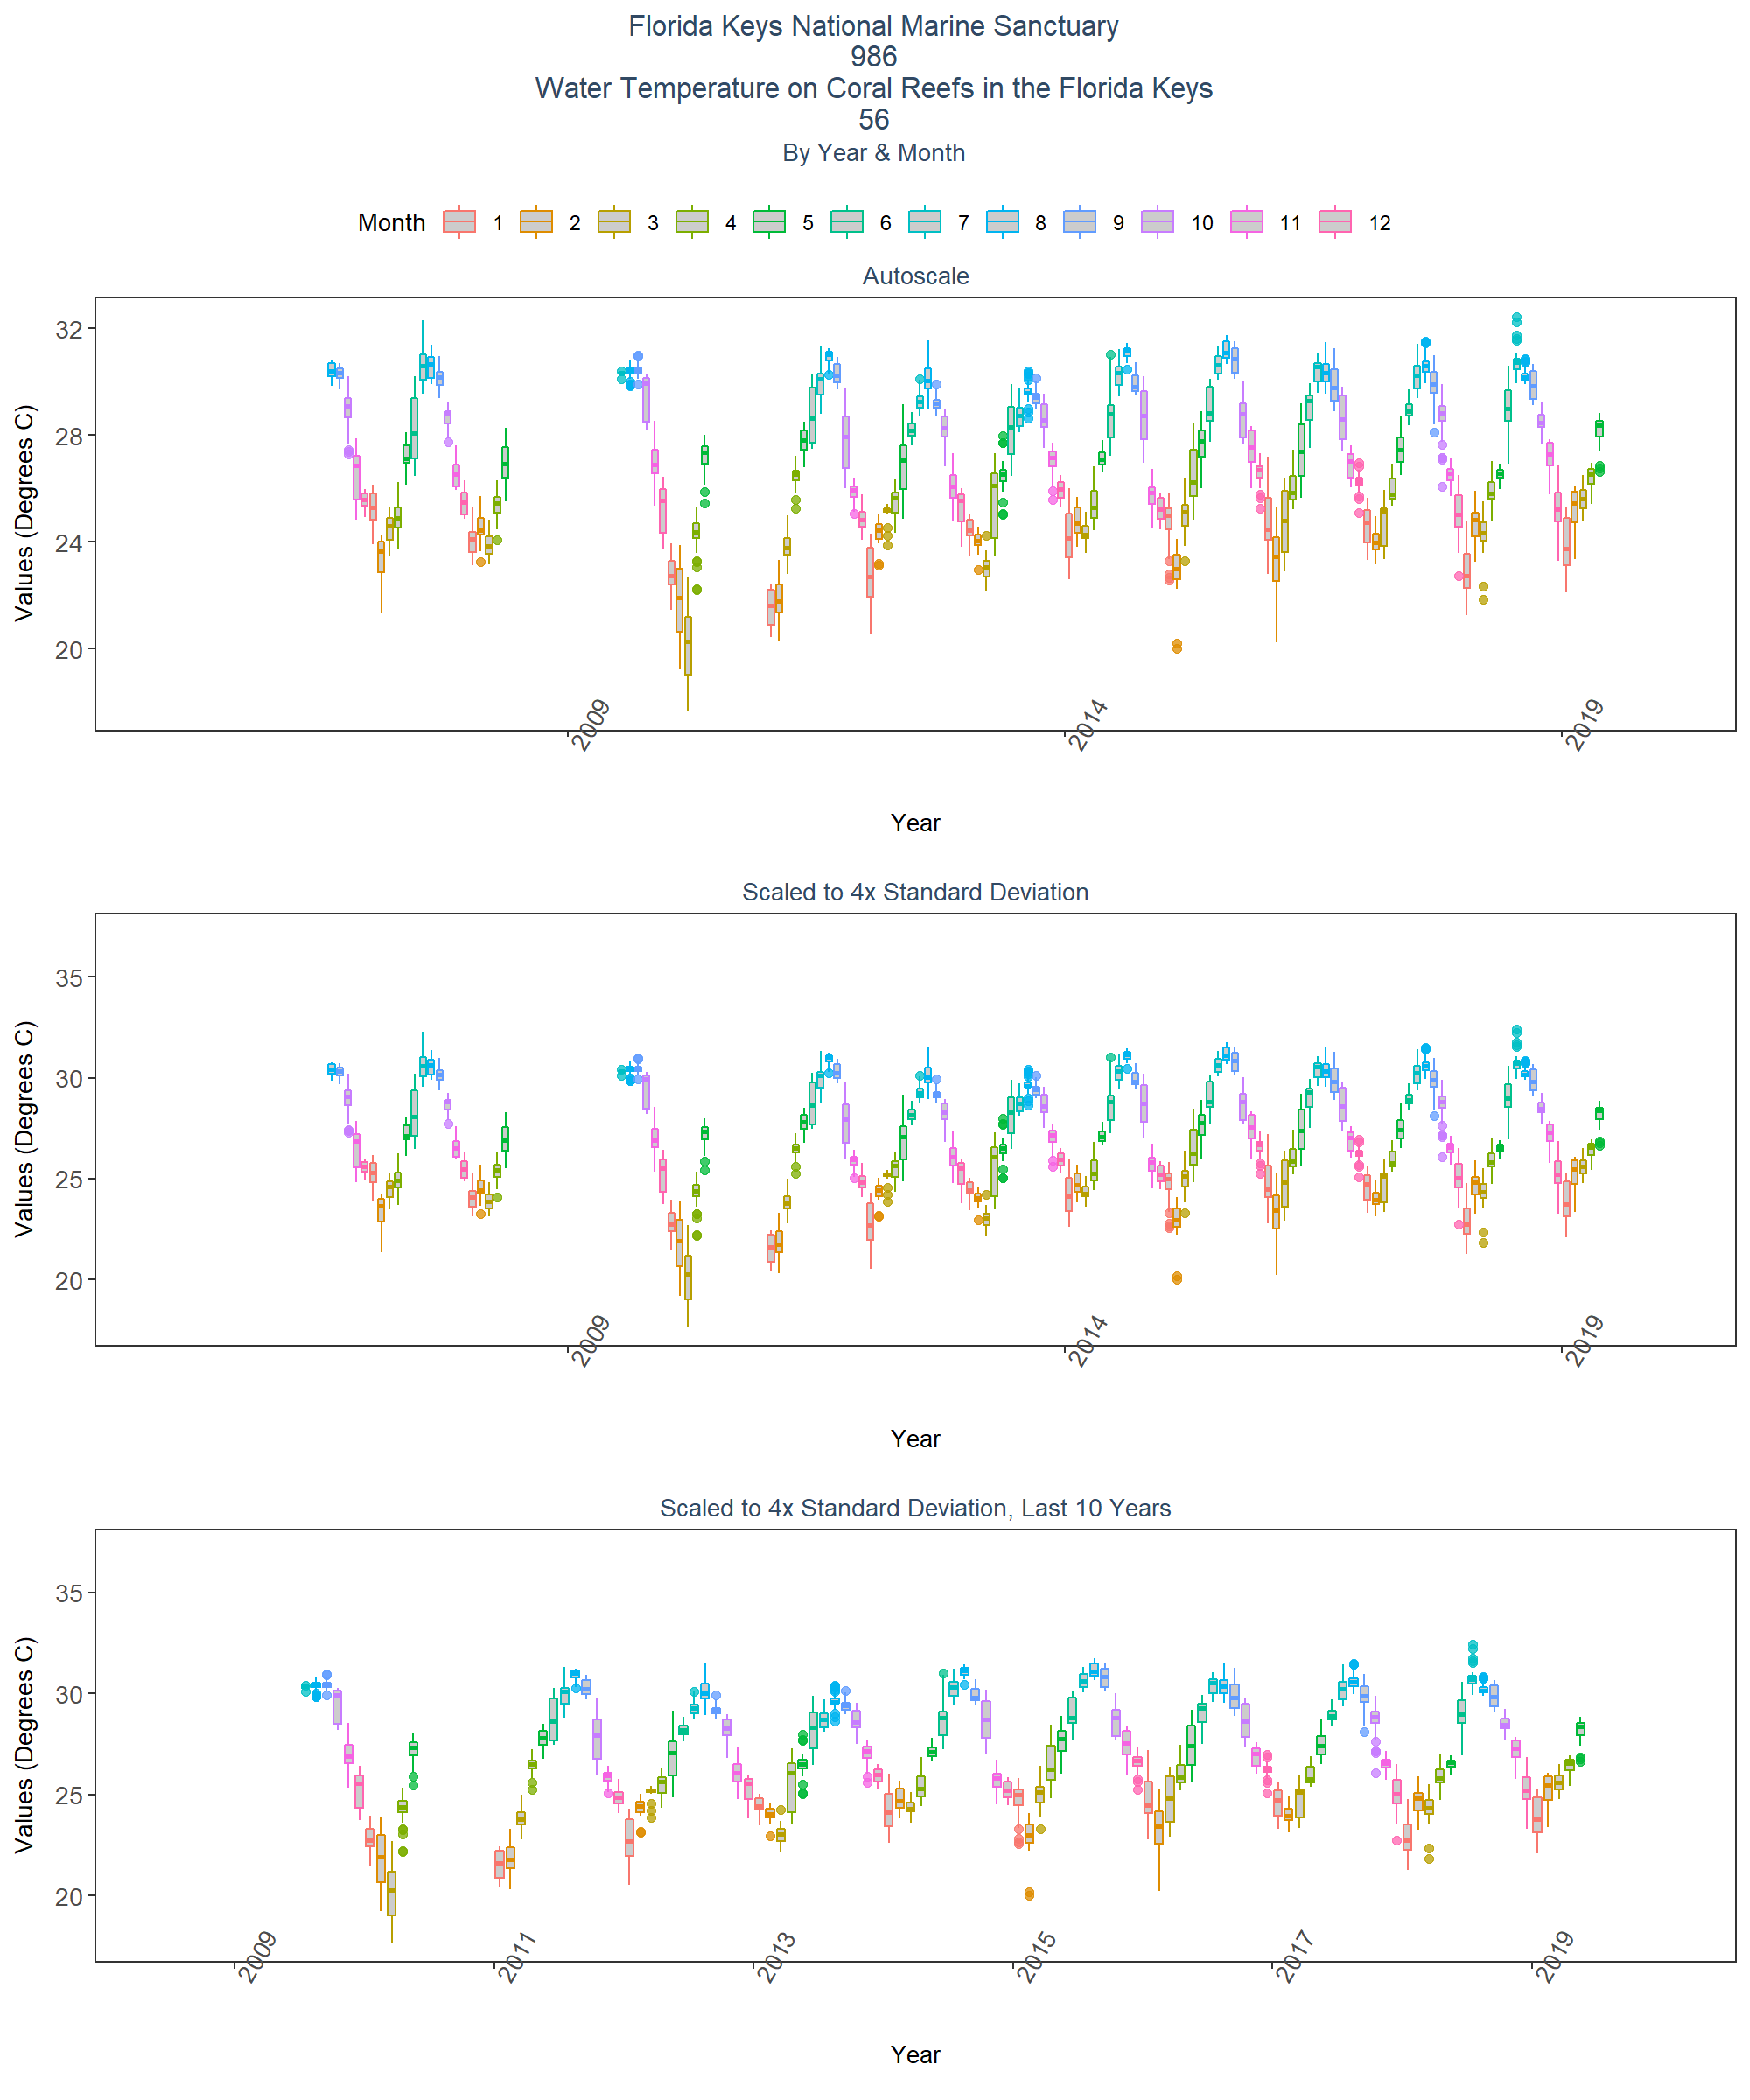 Florida Keys National Marine Sanctuary
986
Water Temperature on Coral Reefs in the Florida Keys
56
By Year & Month
Month 1 2 3 4 5 6 7 8 9 10 11 12
Autoscale
Values (Degrees C)
32
28
24
20
2009 2014 2019
Year
Scaled to 4x Standard Deviation
Values (Degrees C)
35
30
25
20
2009 2014 2019
Year
Scaled to 4x Standard Deviation, Last 10 Years
Values (Degrees C)
35
30
25
20
2009 2011 2013 2015 2017 2019
Year